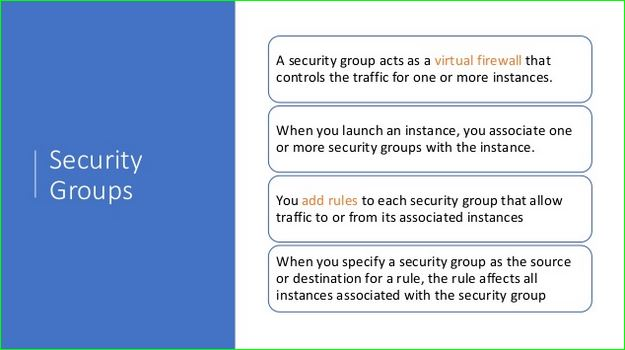 Security
Groups
A security group acts as a virtual firewall that
controls the traffic for one or more instances.
When you launch an instance, you associate one
or more security groups with the instance.
You add rules to each security group that allow
traffic to or from its associated instances
When you specify a security group as the source
or destination for a rule, the rule affects all
instances associated with the security group